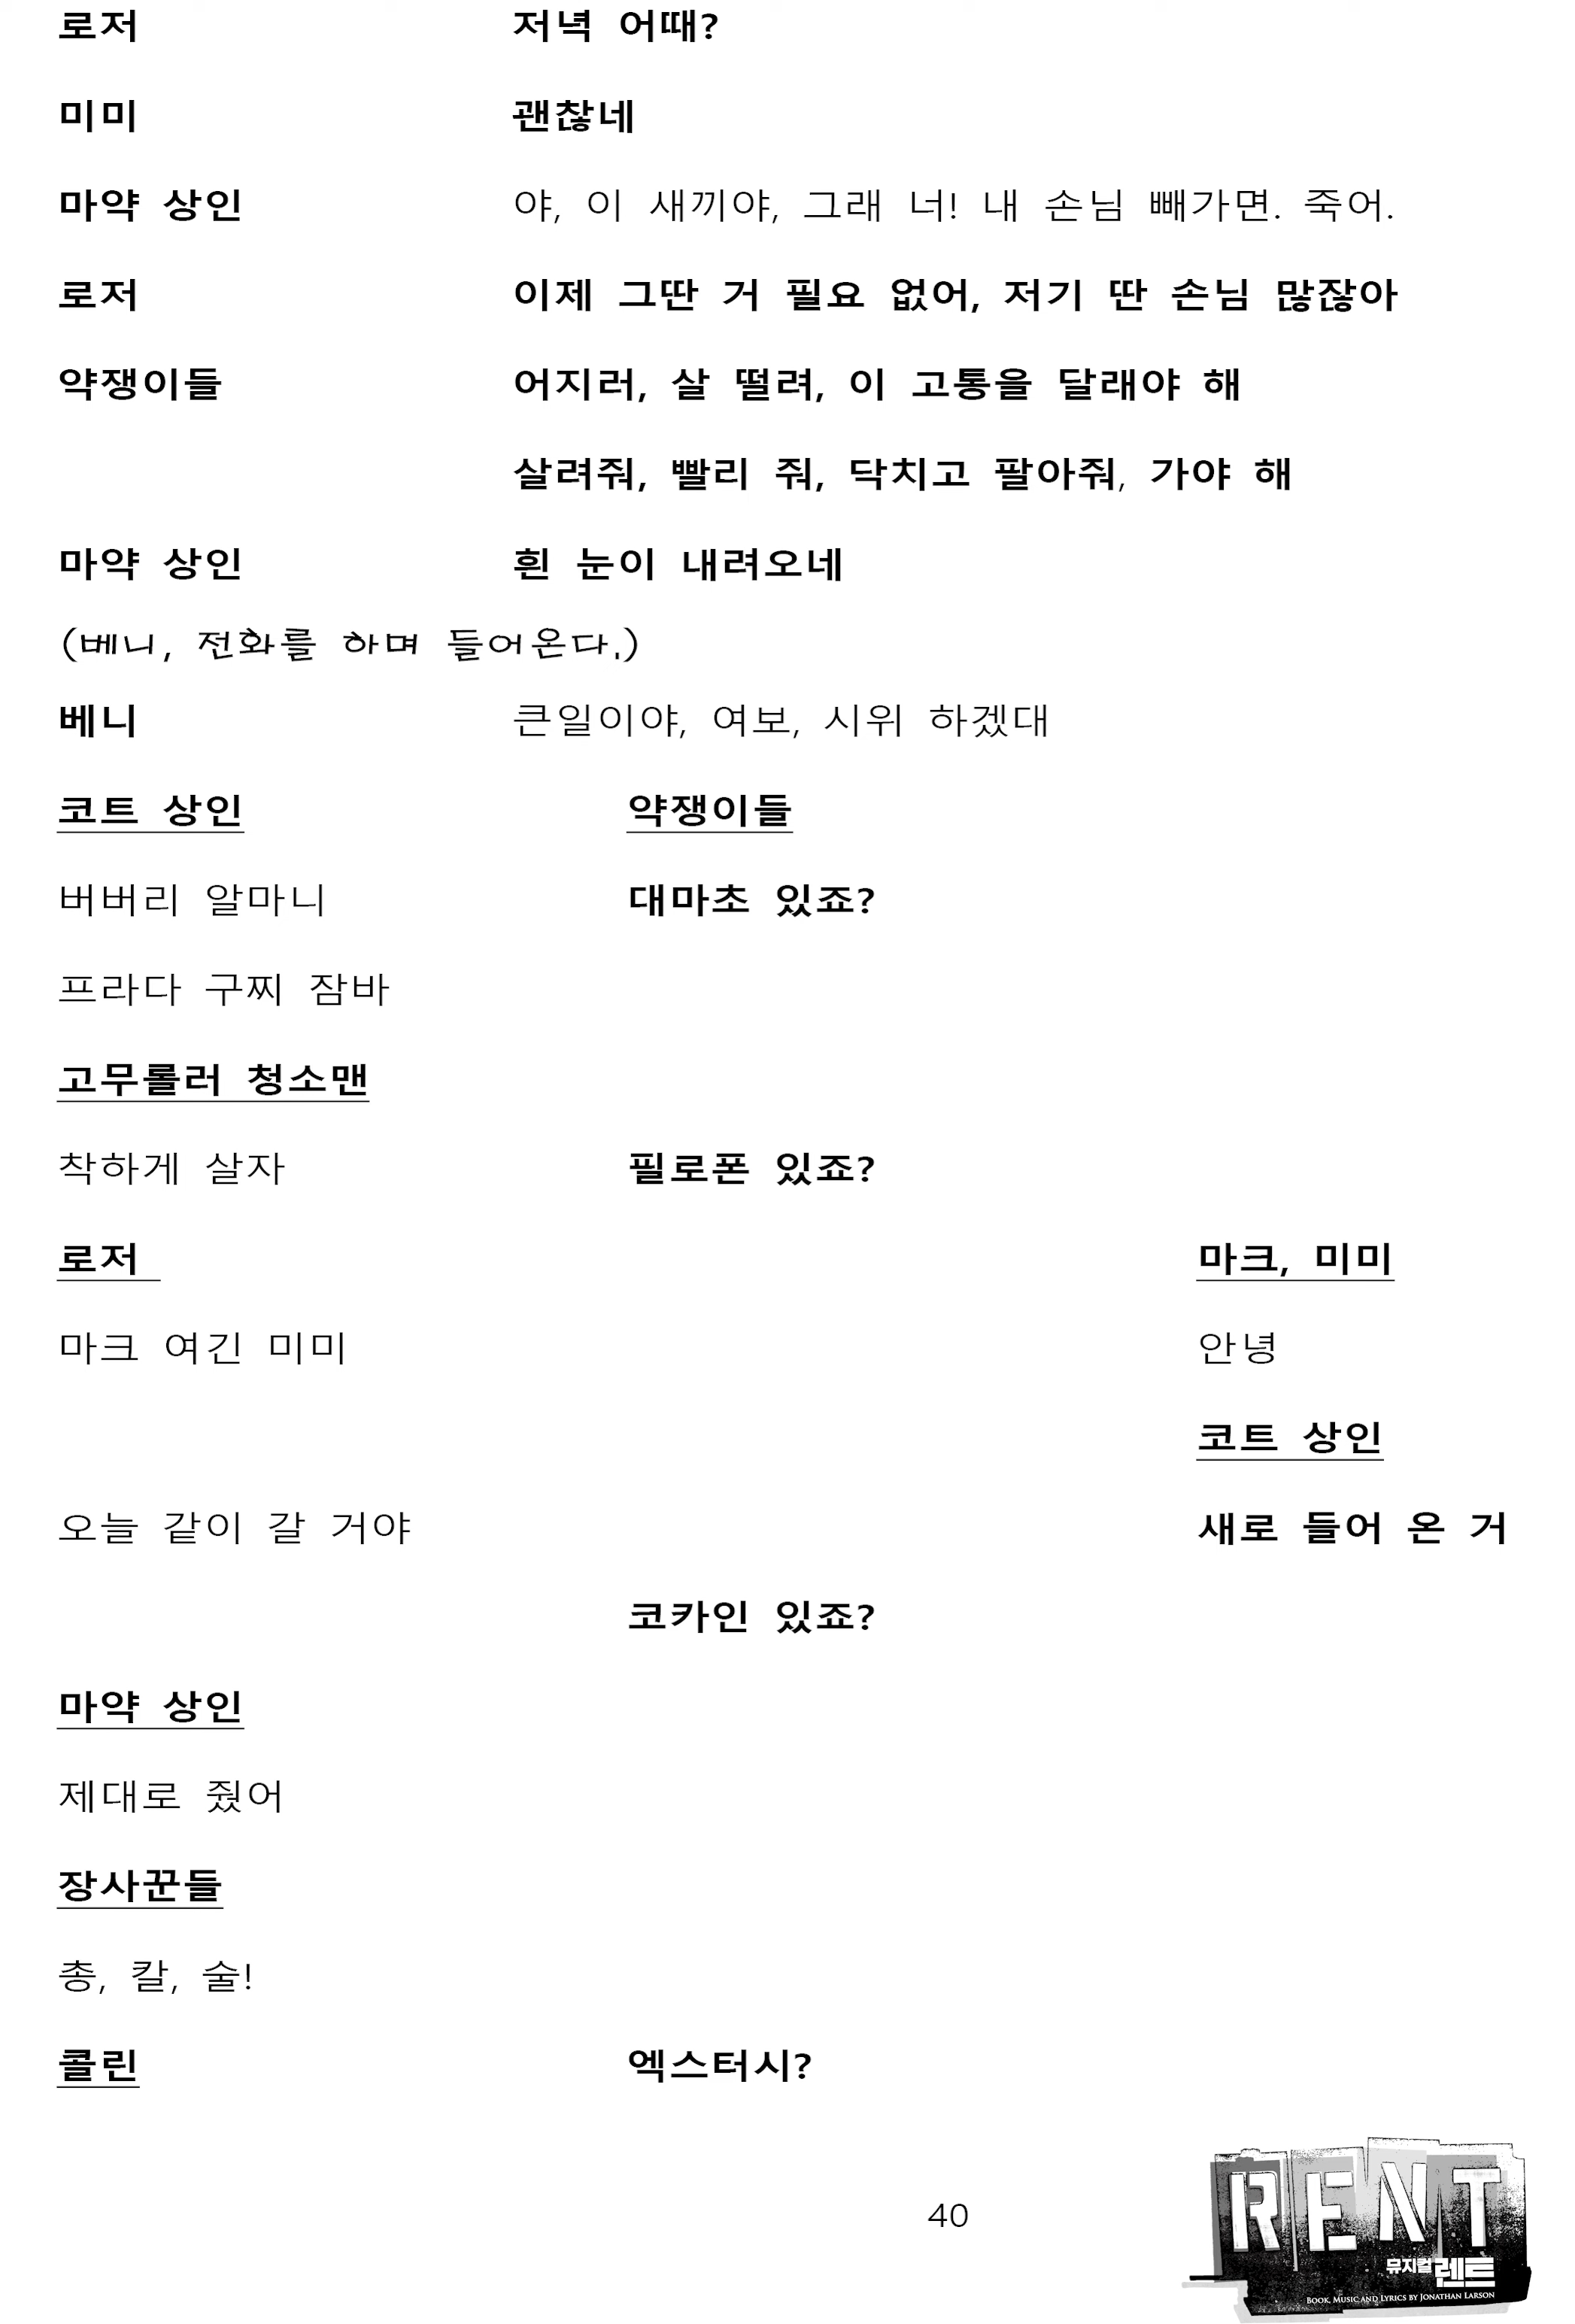 로저 저녁 어때?
미미 괜찮네
마약 상인 야, 이 새끼야, 그래 너! 내 손님 빼가면. 죽어.
로저 이제 그딴 거 필요 없어, 저기 딴 손님 많잖아
약쟁이들 어지러, 살 떨려, 이 고통을 달래야 해
살려줘, 빨리 줘, 닥치고 팔아줘, 가야 해
마약 상인 흰 눈이 내려오네
(베니, 전화를 하며 들어온다.)
베니 큰일이야, 여보, 시위 하겠대
코트 상인 약쟁이들
버버리 알마니 대마초 있죠?
프라다 구찌 잠바
고무롤러 청소맨
착하게 살자 필로폰 있죠?
로저 마크, 미미
마크 여긴 미미 안녕
코트 상인
오늘 같이 갈 거야 새로 들어 온 거
코카인 있죠?
마약 상인
제대로 줬어
장사꾼들
총, 칼, 술!
콜린 엑스터시?
40
RENT
뮤지컬 렌트
BOOK, MUSIC AND LYRICS BY JONATHAN LARSON